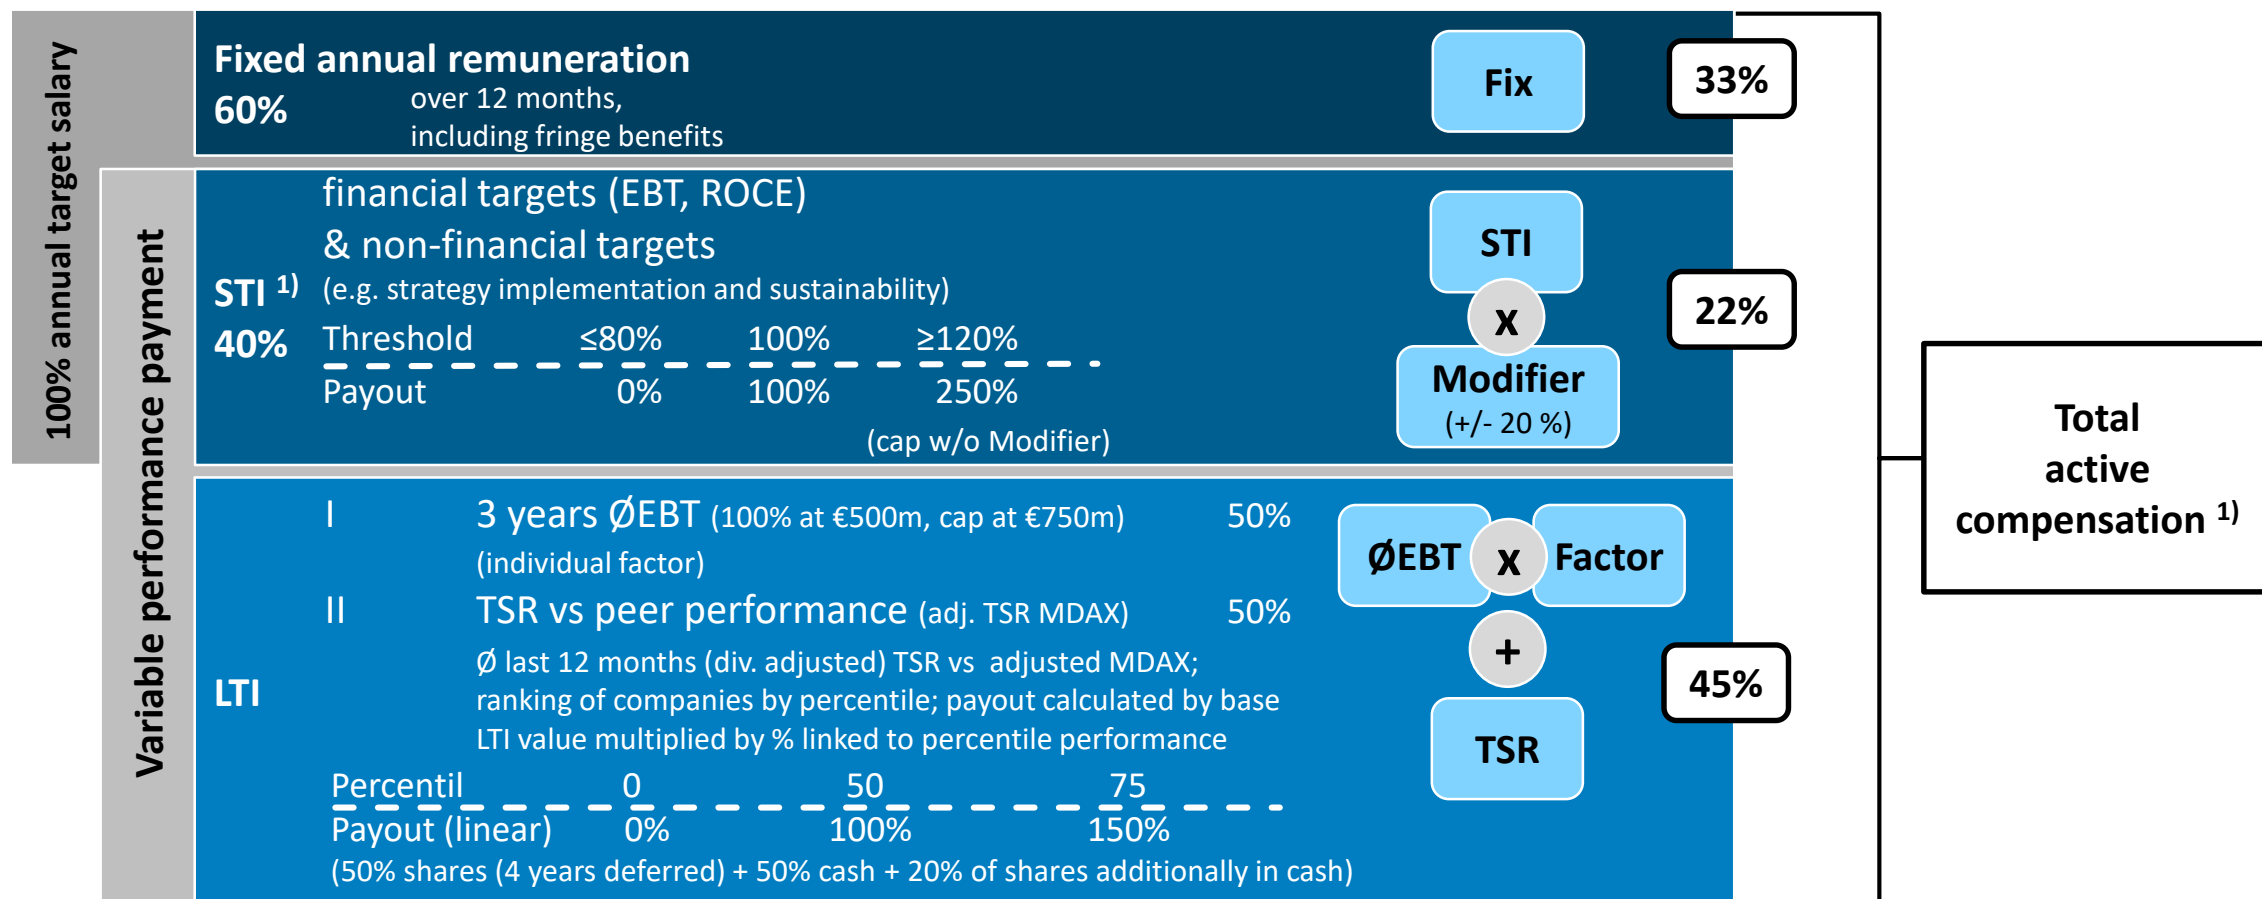 100% annual target salary
Variable performance payment
Fixed annual remuneration
60%
over 12 months,
including fringe benefits
Fix
33%
financial targets (EBT, ROCE)
& non-financial targets
(e.g. strategy implementation and sustainability)
STI 1)
40%
Threshold ≤80% 100% ≥120%
Payout 0% 100% 250%
(cap w/o Modifier)
STI
x
Modifier
(+/- 20 %)
22%
LTI
I 3 years ØEBT (100% at €500m, cap at €750m) 50%
(individual factor)
II TSR vs peer performance (adj. TSR MDAX) 50%
Ø last 12 months (div. adjusted) TSR vs adjusted MDAX;
ranking of companies by percentile; payout calculated by base
LTI value multiplied by % linked to percentile performance
Percentil 0 50 75
Payout (linear) 0% 100% 150%
(50% shares (4 years deferred) + 50% cash + 20% of shares additionally in cash)
ØEBT x Factor
+
TSR
45%
Total
active
compensation 1)